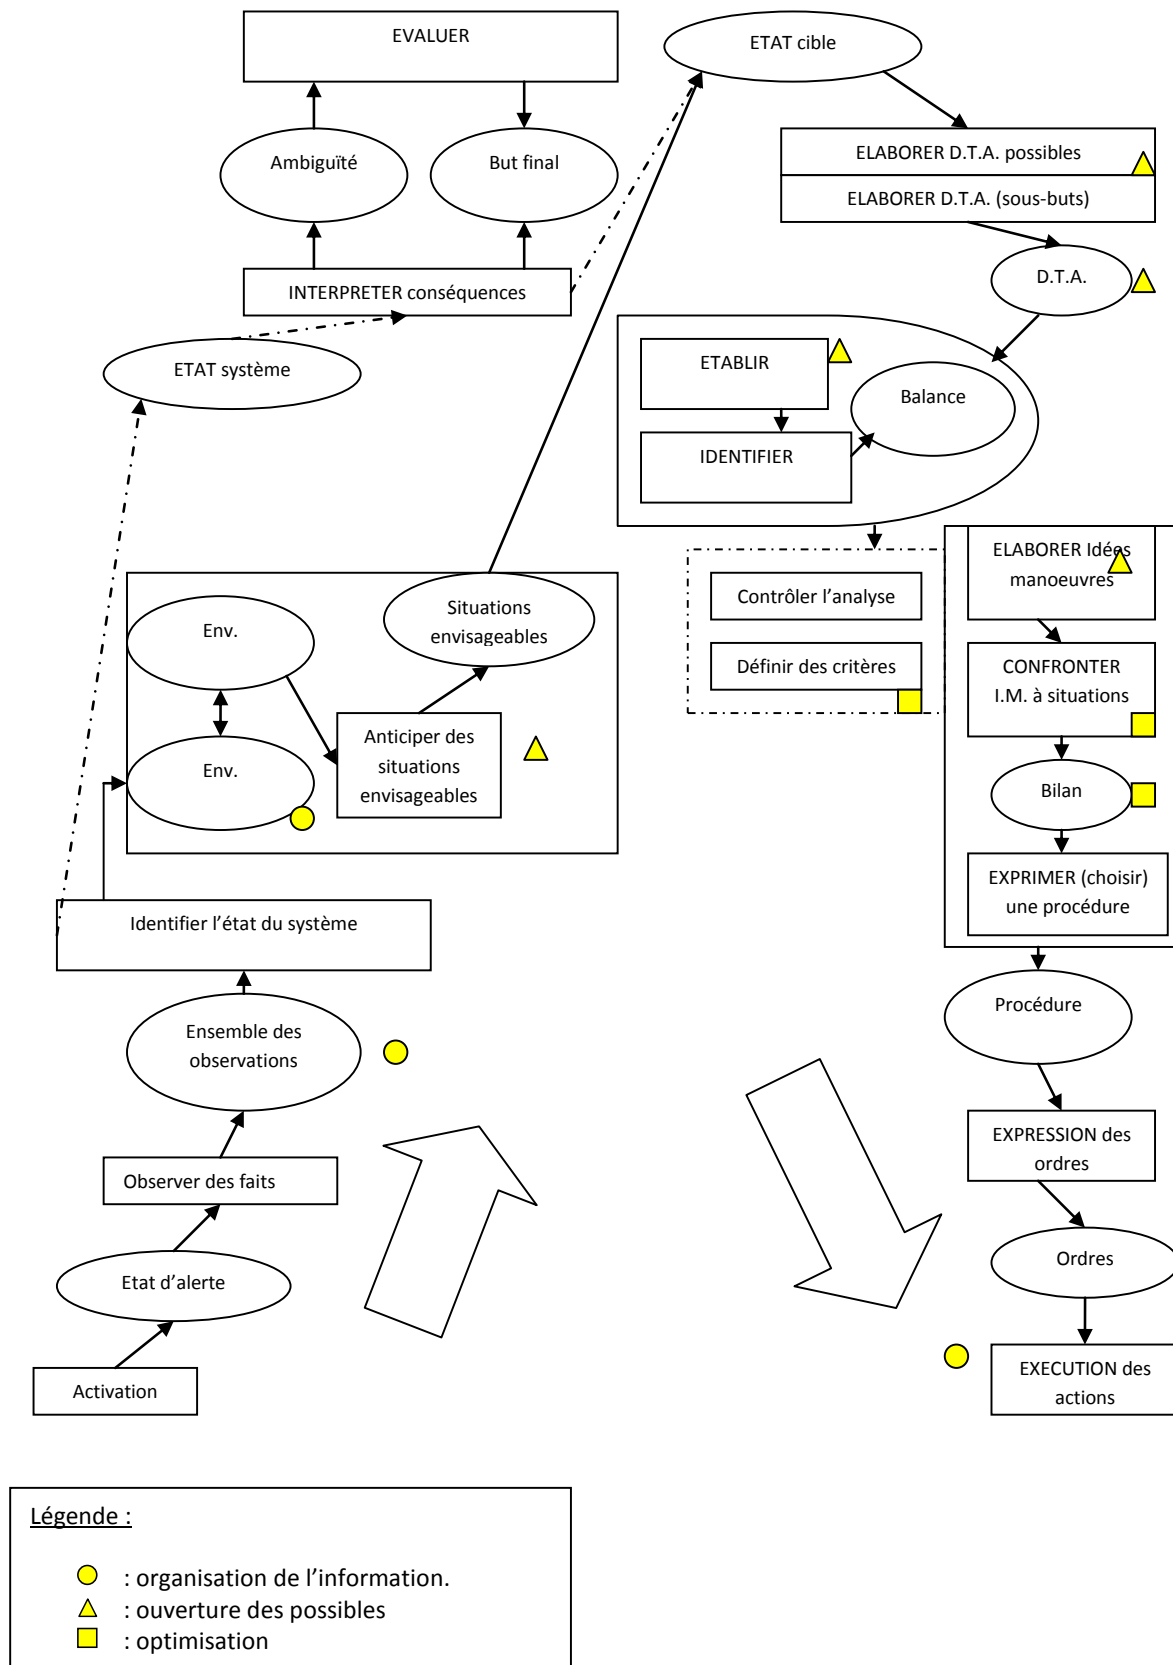 EVALUER
Ambiguïté
But final
INTERPRETER conséquences
ETAT système
ETAT cible
ELABORER D.T.A. possibles
ELABORER D.T.A. (sous-buts)
D.T.A.
ETABLIR
Balance
IDENTIFIER
Contrôler l’analyse
Définir des critères
ELABORER Idées
manoeuvres
CONFRONTER
I.M. à situations
Bilan
EXPRIMER (choisir)
une procédure
Procédure
EXPRESSION des
ordres
Ordres
EXECUTION des
actions
Situations
envisageables
Env.
Anticiper des
situations
envisageables
Env.
Identifier l’état du système
Ensemble des
observations
Observer des faits
Etat d’alerte
Activation
Légende :
: organisation de l’information.
: ouverture des possibles
: optimisation